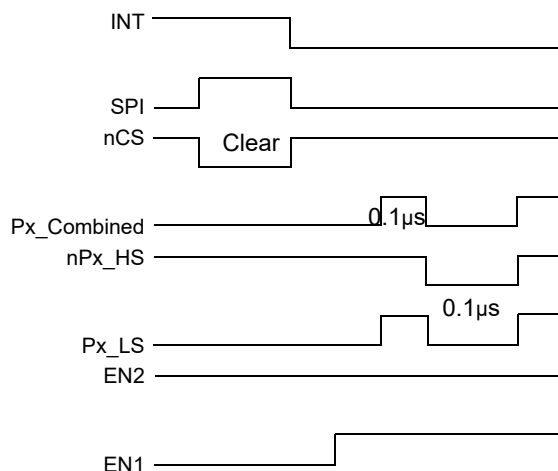 INT
SPI
nCS
Clear
Px_Combined
0.1µs
nPx_HS
0.1µs
Px_LS
EN2
EN1